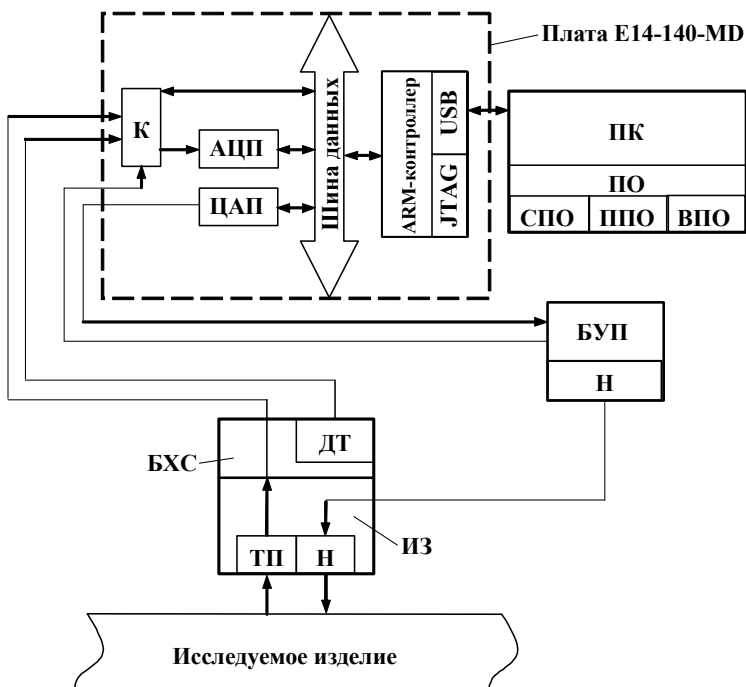 Плата E14-140-MD
К
АЦП
ЦАП
Шина данных
ARM-контроллер
USB
JTAG
ПК
ПО
СПО
ППО
ВПО
БУП
Н
ДТ
БХС
ИЗ
ТП
Н
Исследуемое изделие